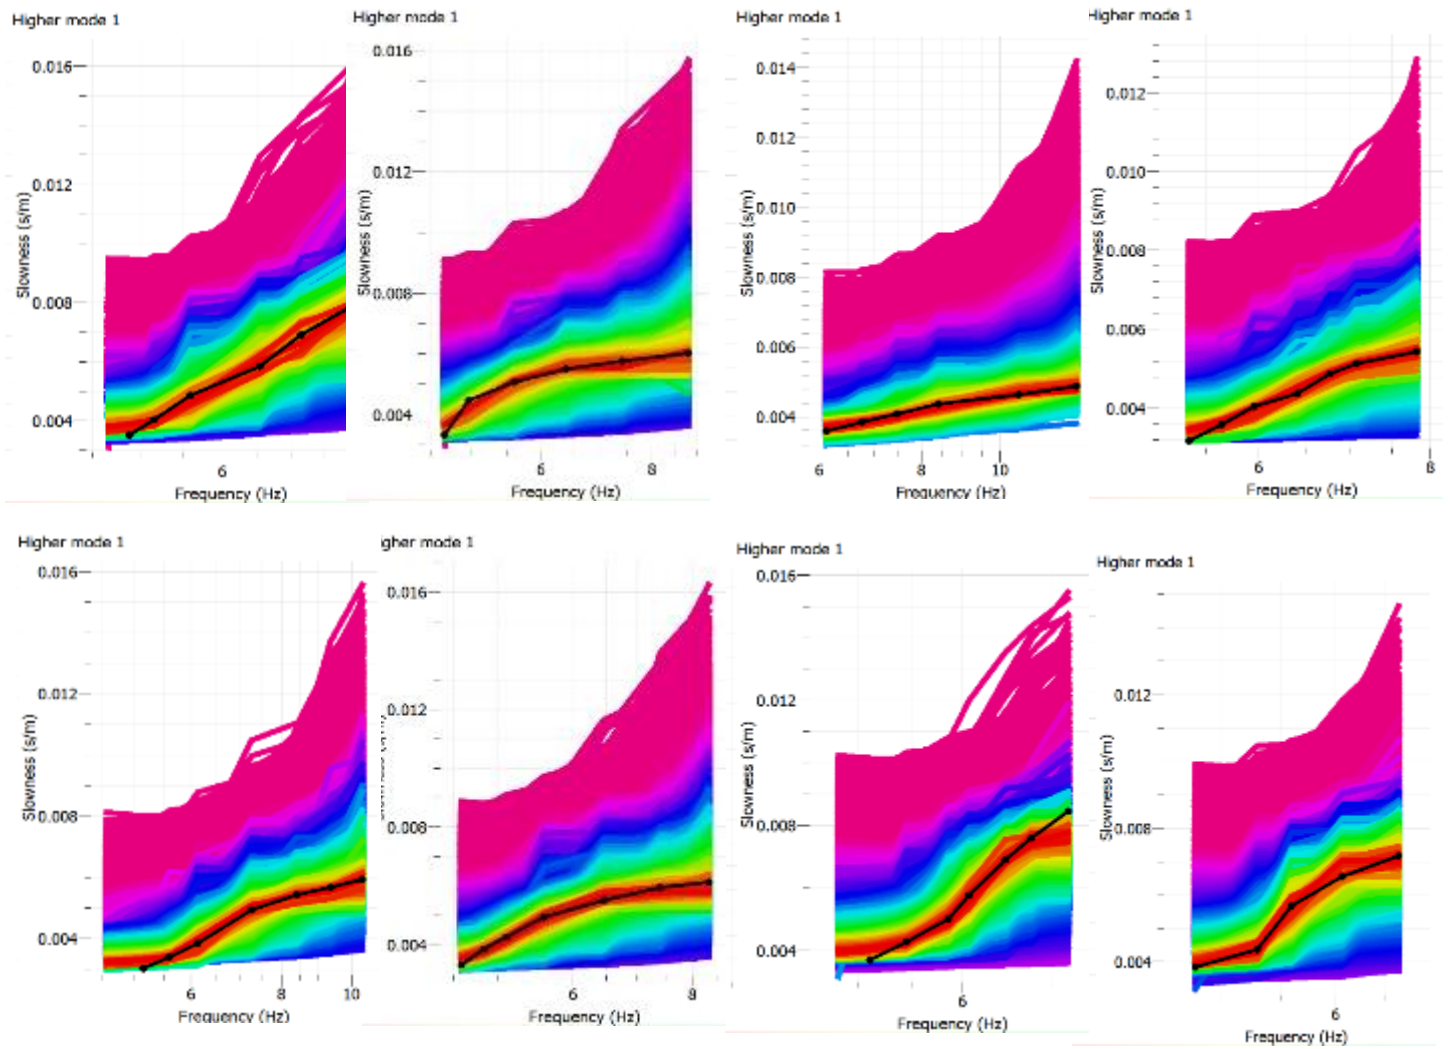 Higher mode 1
0.016
0.012
0.008
0.004
Slowness (s/m)
6
Frequency (Hz)
Higher mode 1
0.016
0.012
0.008
0.004
Slowness (s/m)
6 8
Frequency (Hz)
Higher mode 1
0.014
0.012
0.010
0.008
0.006
0.004
Slowness (s/m)
6 8 10
Frequency (Hz)
Higher mode 1
0.012
0.010
0.008
0.006
0.004
Slowness (s/m)
6 8
Frequency (Hz)
Higher mode 1
0.016
0.012
0.008
0.004
Slowness (s/m)
6 8 10
Frequency (Hz)
gher mode 1
0.016
0.012
0.008
0.004
6 8
Frequency (Hz)
Higher mode 1
0.016
0.012
0.008
0.004
Slowness (s/m)
6
Frequency (Hz)
Higher mode 1
0.012
0.008
0.004
Slowness (s/m)
6
Frequency (Hz)